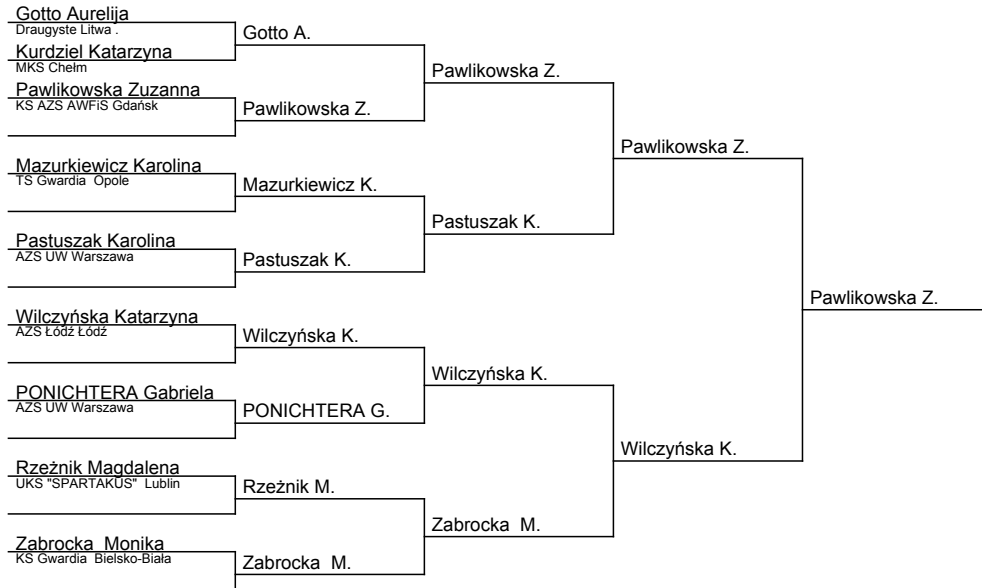 Gotto Aurelija
Draugyste Litwa .
Kurdziel Katarzyna
MKS Chełm
Pawlikowska Zuzanna
KS AZS AWFiS Gdańsk
Mazurkiewicz Karolina
TS Gwardia Opole
Pastuszak Karolina
AZS UW Warszawa
Wilczyńska Katarzyna
AZS Łódź Łódź
PONICHTERA Gabriela
AZS UW Warszawa
Rzeżnik Magdalena
UKS "SPARTAKUS" Lublin
Zabrocka Monika
KS Gwardia Bielsko-Biała
Gotto A.
Pawlikowska Z.
Mazurkiewicz K.
Pastuszak K.
Wilczyńska K.
PONICHTERA G.
Rzeżnik M.
Zabrocka M.
Pawlikowska Z.
Pastuszak K.
Wilczyńska K.
Zabrocka M.
Pawlikowska Z.
Wilczyńska K.
Pawlikowska Z.